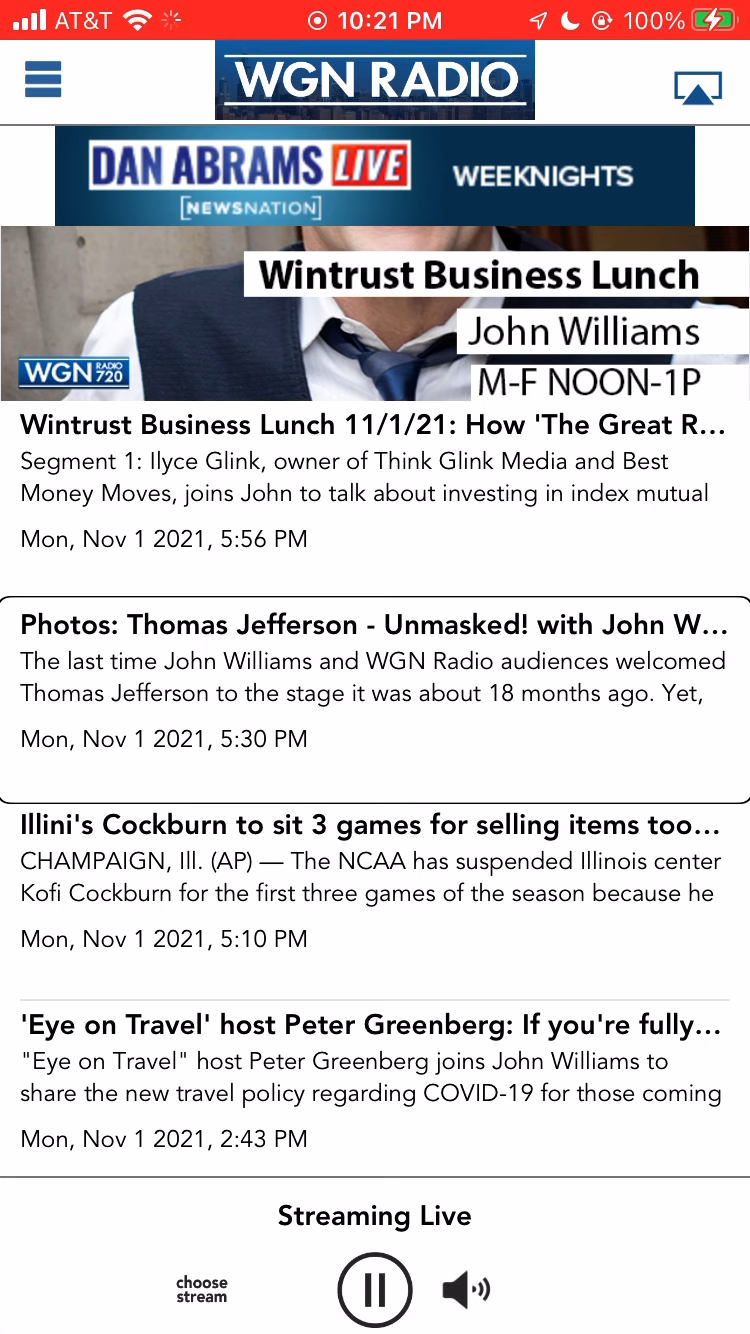 AT&T 10:21 PM 100%
WGN RADIO
DAN ABRAMS LIVE WEEKNIGHTS
[NEWSNATION]
Wintrust Business Lunch
John Williams
WGN RADIO 720
M-F NOON-1P
Wintrust Business Lunch 11/1/21: How 'The Great R...
Segment 1: Ilyce Glink, owner of Think Glink Media and Best
Money Moves, joins John to talk about investing in index mutual
Mon, Nov 1 2021, 5:56 PM
Photos: Thomas Jefferson - Unmasked! with John W...
The last time John Williams and WGN Radio audiences welcomed
Thomas Jefferson to the stage it was about 18 months ago. Yet,
Mon, Nov 1 2021, 5:30 PM
Illini's Cockburn to sit 3 games for selling items too...
CHAMPAIGN, Ill. (AP) — The NCAA has suspended Illinois center
Kofi Cockburn for the first three games of the season because he
Mon, Nov 1 2021, 5:10 PM
'Eye on Travel' host Peter Greenberg: If you're fully...
"Eye on Travel" host Peter Greenberg joins John Williams to
share the new travel policy regarding COVID-19 for those coming
Mon, Nov 1 2021, 2:43 PM
Streaming Live
choose
stream